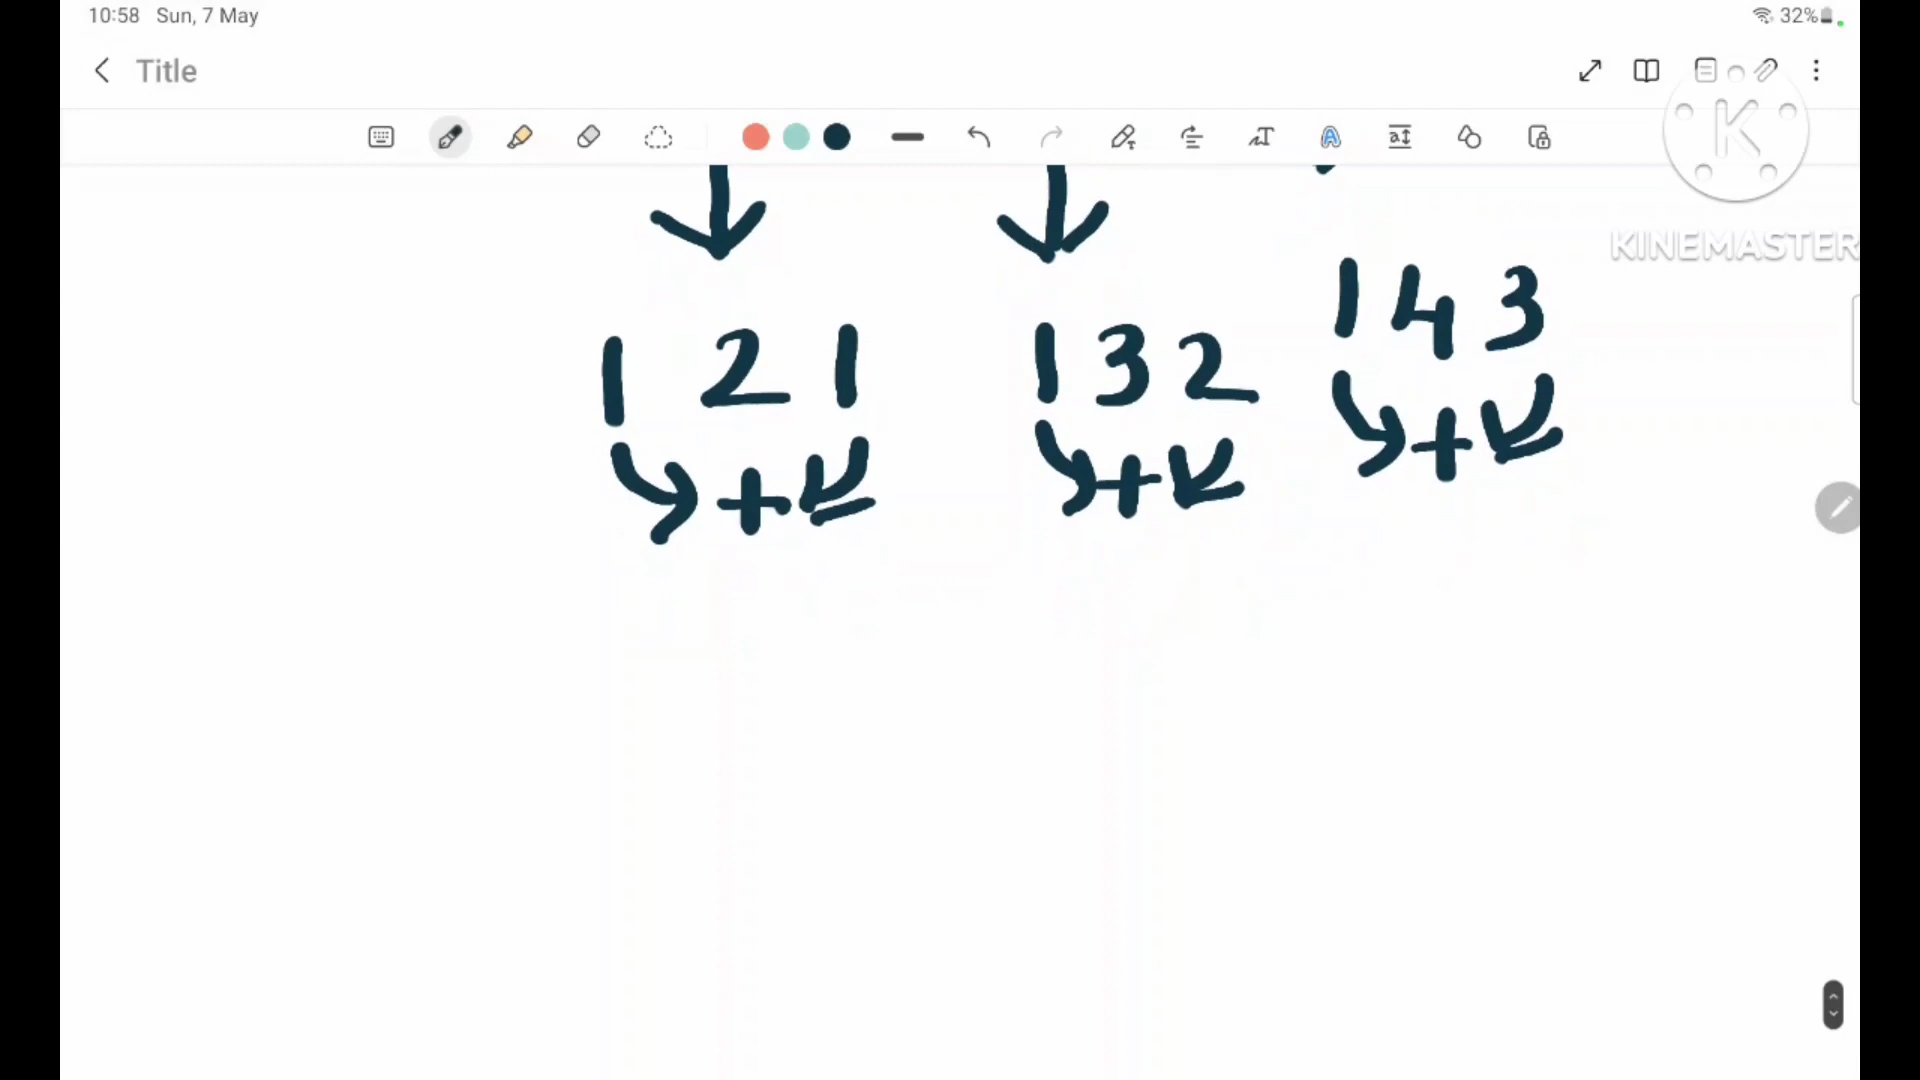 10:58 Sun, 7 May 32%
Title
K
KINEMASTER
121 132 143
+ + +